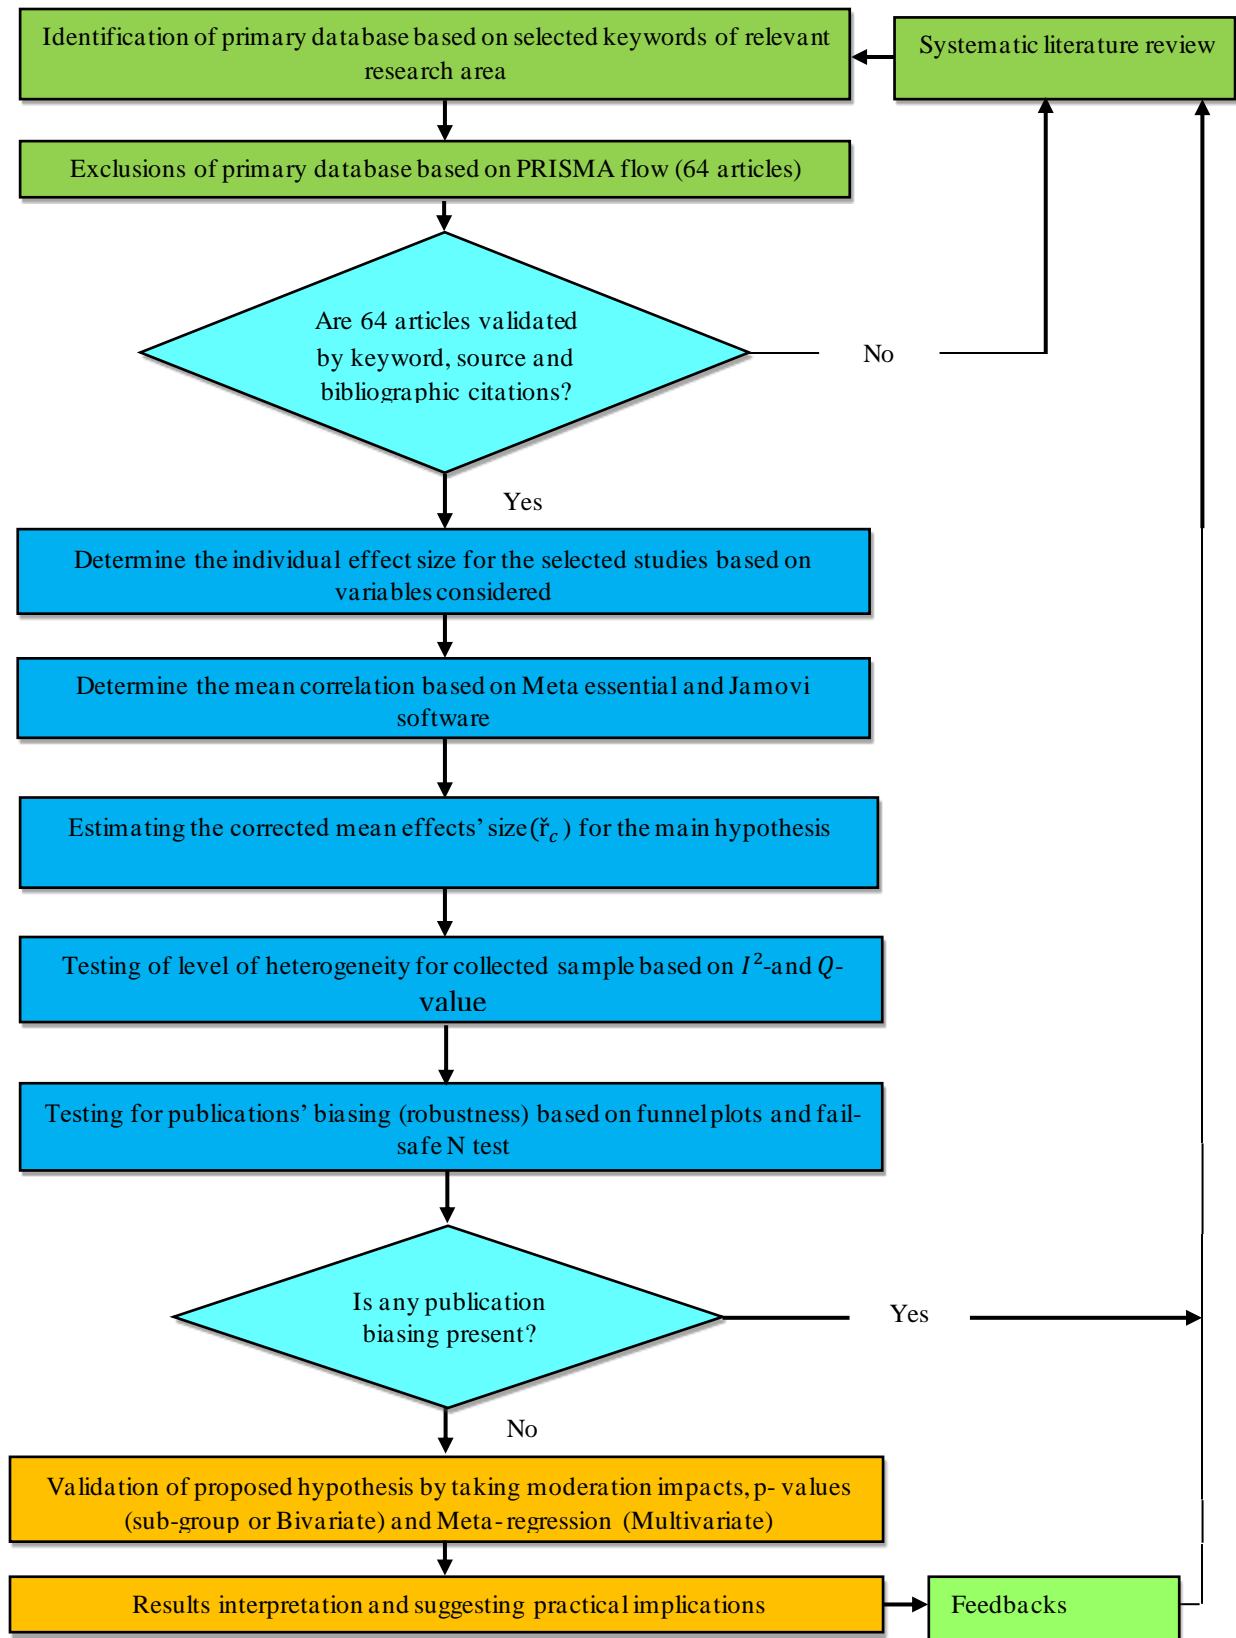 Identification of primary database based on selected keywords of relevant
research area
Systematic literature review
Exclusions of primary database based on PRISMA flow (64 articles)
Are 64 articles validated
by keyword, source and
bibliographic citations?
No
Yes
Determine the individual effect size for the selected studies based on
variables considered
Determine the mean correlation based on Meta essential and Jamovi
software
Estimating the corrected mean effects’ size (ř𝑐) for the main hypothesis
Testing of level of heterogeneity for collected sample based on 𝐼²-and 𝑄-
value
Testing for publications’ biasing (robustness) based on funnel plots and fail-
safe N test
Is any publication
biasing present?
Yes
No
Validation of proposed hypothesis by taking moderation impacts, p- values
(sub-group or Bivariate) and Meta-regression (Multivariate)
Results interpretation and suggesting practical implications
Feedbacks